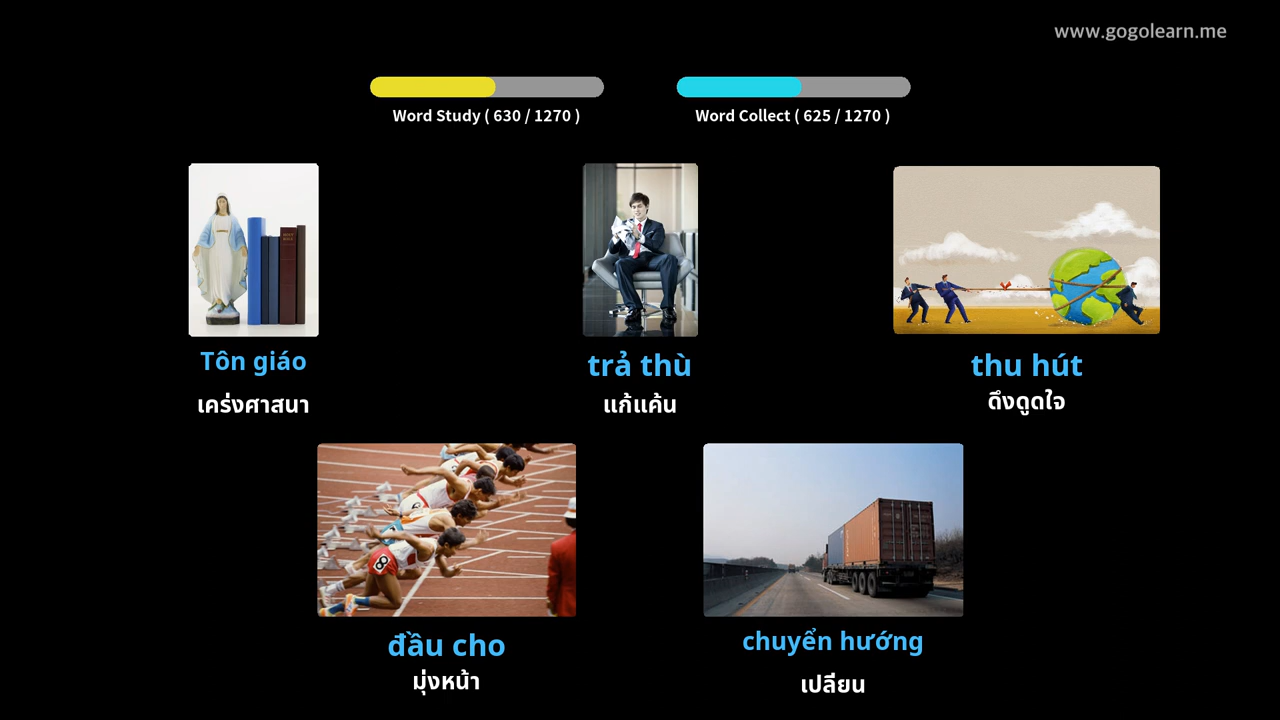 www.gogolearn.me
Word Study ( 630 / 1270 )
Word Collect ( 625 / 1270 )
Tôn giáo
เคร่งศาสนา
trả thù
แก้แค้น
thu hút
ดึงดูดใจ
đầu cho
มุ่งหน้า
chuyển hướng
เปลียน